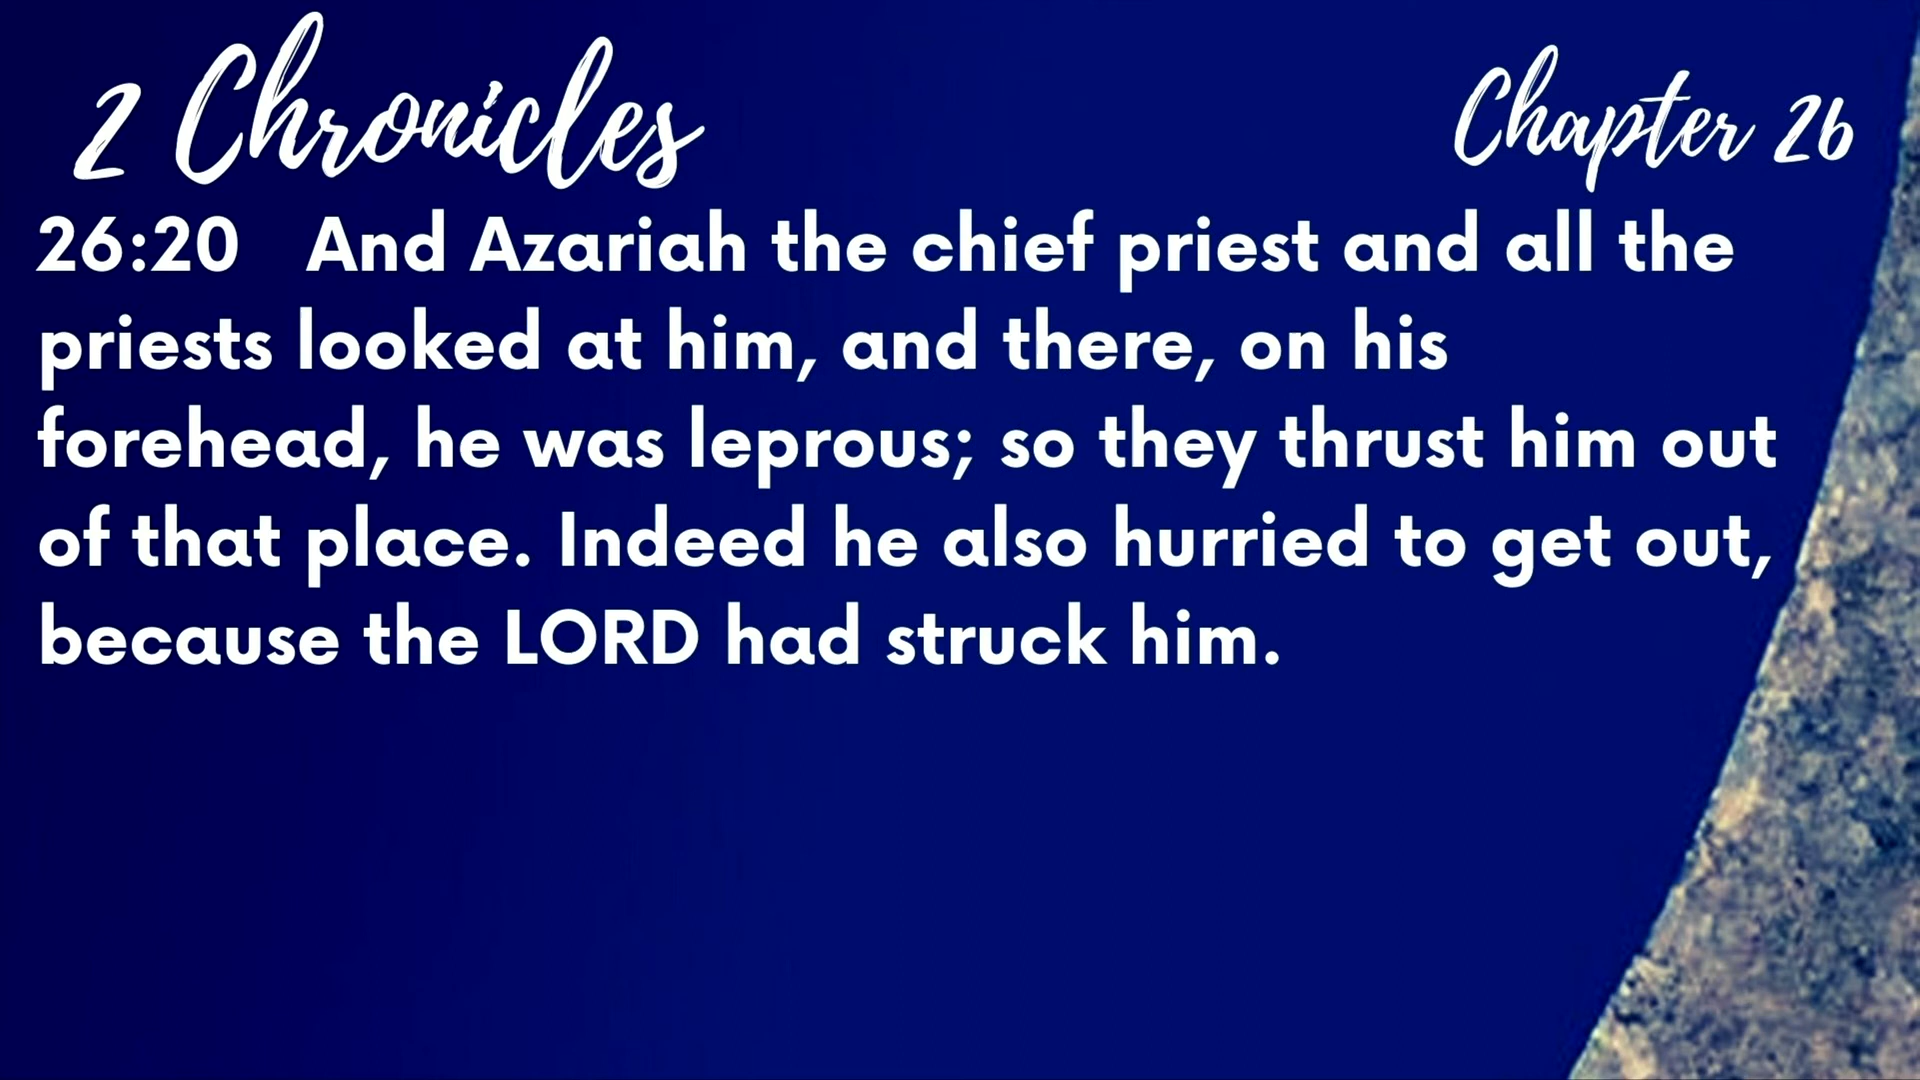 2 Chronicles
Chapter 26
26:20 And Azariah the chief priest and all the
priests looked at him, and there, on his
forehead, he was leprous; so they thrust him out
of that place. Indeed he also hurried to get out,
because the LORD had struck him.